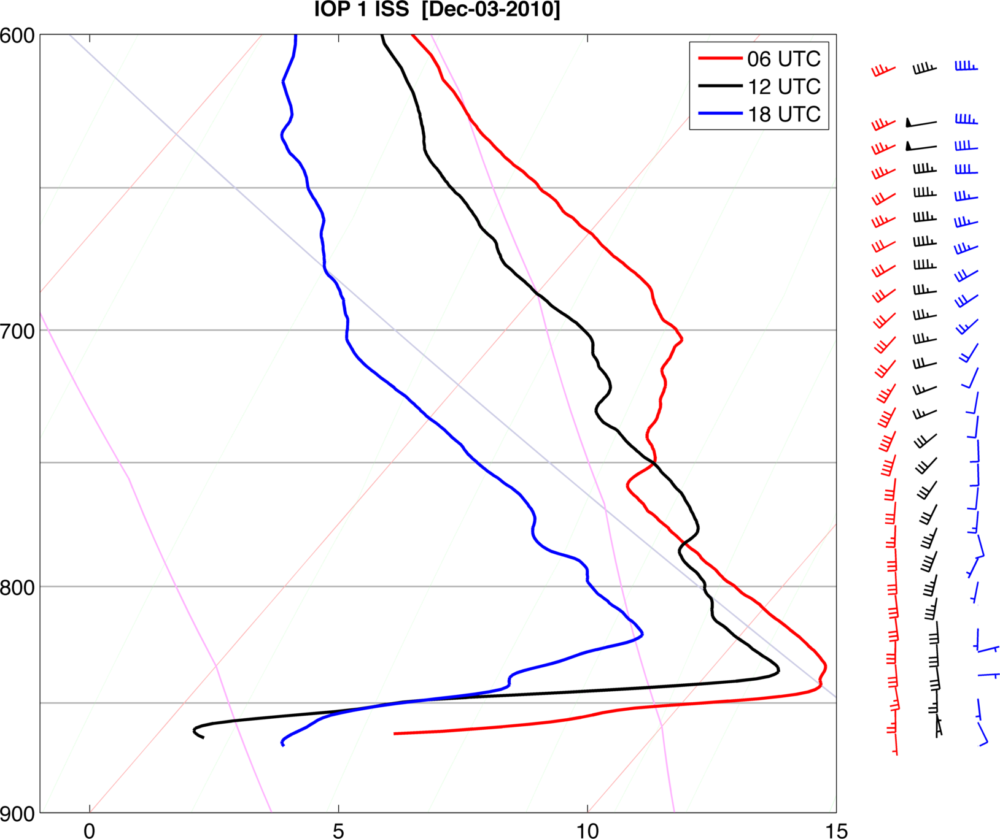 IOP 1 ISS [Dec-03-2010]
600
06 UTC
12 UTC
18 UTC
700
800
900
0 5 10 15